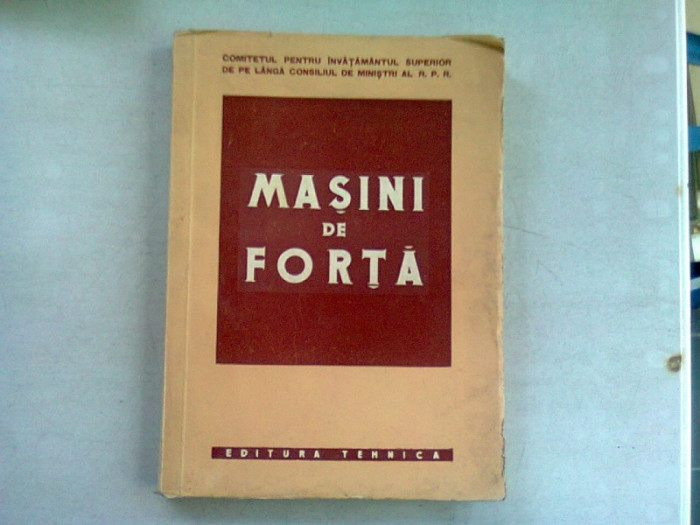 COMITETUL PENTRU ÎNVĂȚĂMÂNTUL SUPERIOR
DE PE LÂNGĂ CONSILIUL DE MINIȘTRI AL R. P. R.
MAȘINI
DE
FORȚĂ
EDITURA TEHNICA